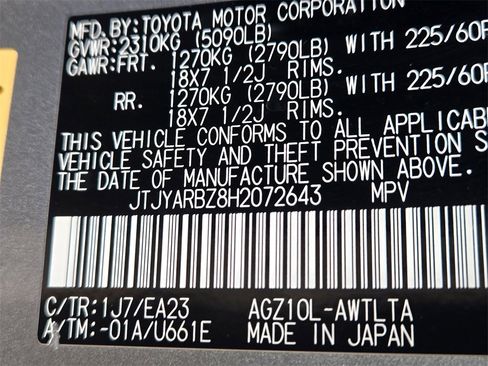 MFD.BY:TOYOTA MOTOR CORPORATION
GVWR:2310KG (5090LB)
GAWR:FRT. 1270KG (2790LB) WITH 225/60R
18X7 1/2J RIMS.
RR. 1270KG (2790LB) WITH 225/60R
18X7 1/2J RIMS.
THIS VEHICLE CONFORMS TO ALL APPLICAB
VEHICLE SAFETY AND THEFT PREVENTION S
THE DATE OF MANUFACTURE SHOWN ABOVE.
JTJYARBZ8H2072643 MPV
C/TR:1J7/EA23 AGZ10L-AWTLTA
A/TM:-01A/U661E MADE IN JAPAN